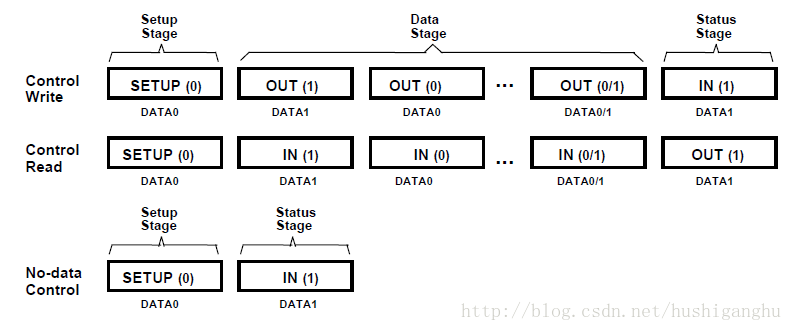 Setup Stage
Data Stage
Status Stage
Control Write
SETUP (0) OUT (1) OUT (0) ... OUT (0/1) IN (1)
DATA0 DATA1 DATA0 DATA0/1 DATA1
Control Read
SETUP (0) IN (1) IN (0) ... IN (0/1) OUT (1)
DATA0 DATA1 DATA0 DATA0/1 DATA1
Setup Stage
Status Stage
No-data Control
SETUP (0) IN (1)
DATA0 DATA1
http://blog.csdn.net/hushiganghu